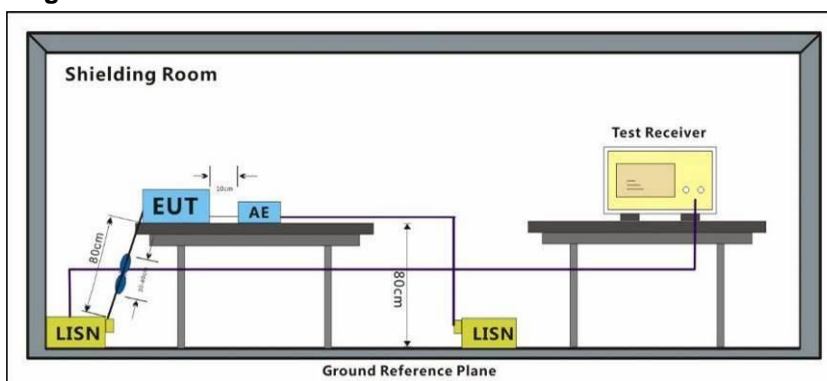 Shielding Room
Test Receiver
10cm
EUT
AE
80cm
80cm
LISN
LISN
Ground Reference Plane